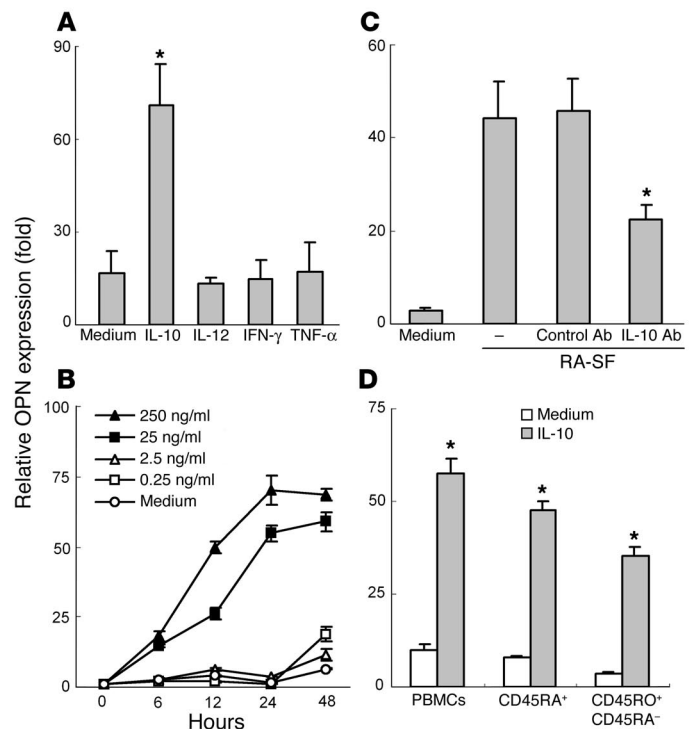 A
Relative OPN expression (fold)
90
60
30
0
*
Medium IL-10 IL-12 IFN-γ TNF-α
C
60
40
20
0
*
Medium – Control Ab IL-10 Ab
RA-SF
B
100
75
50
25
0
250 ng/ml
25 ng/ml
2.5 ng/ml
0.25 ng/ml
Medium
0 6 12 24 48
Hours
D
75
50
25
0
Medium
IL-10
*
*
*
PBMCs CD45RA+ CD45RO+
CD45RA–